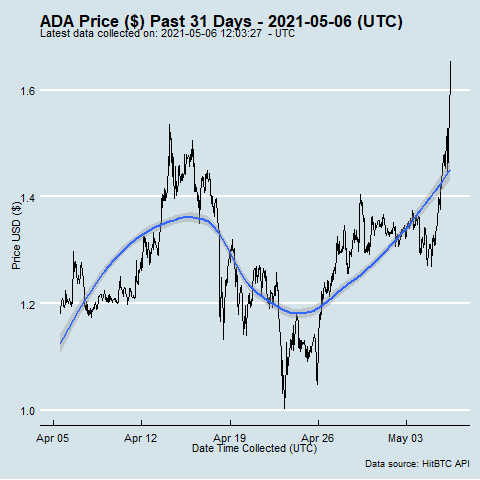 ADA Price ($) Past 31 Days - 2021-05-06 (UTC)
Latest data collected on: 2021-05-06 12:03:27 - UTC
1.6
1.4
Price USD ($)
1.2
1.0
Apr 05 Apr 12 Apr 19 Apr 26 May 03
Date Time Collected (UTC)
Data source: HitBTC API